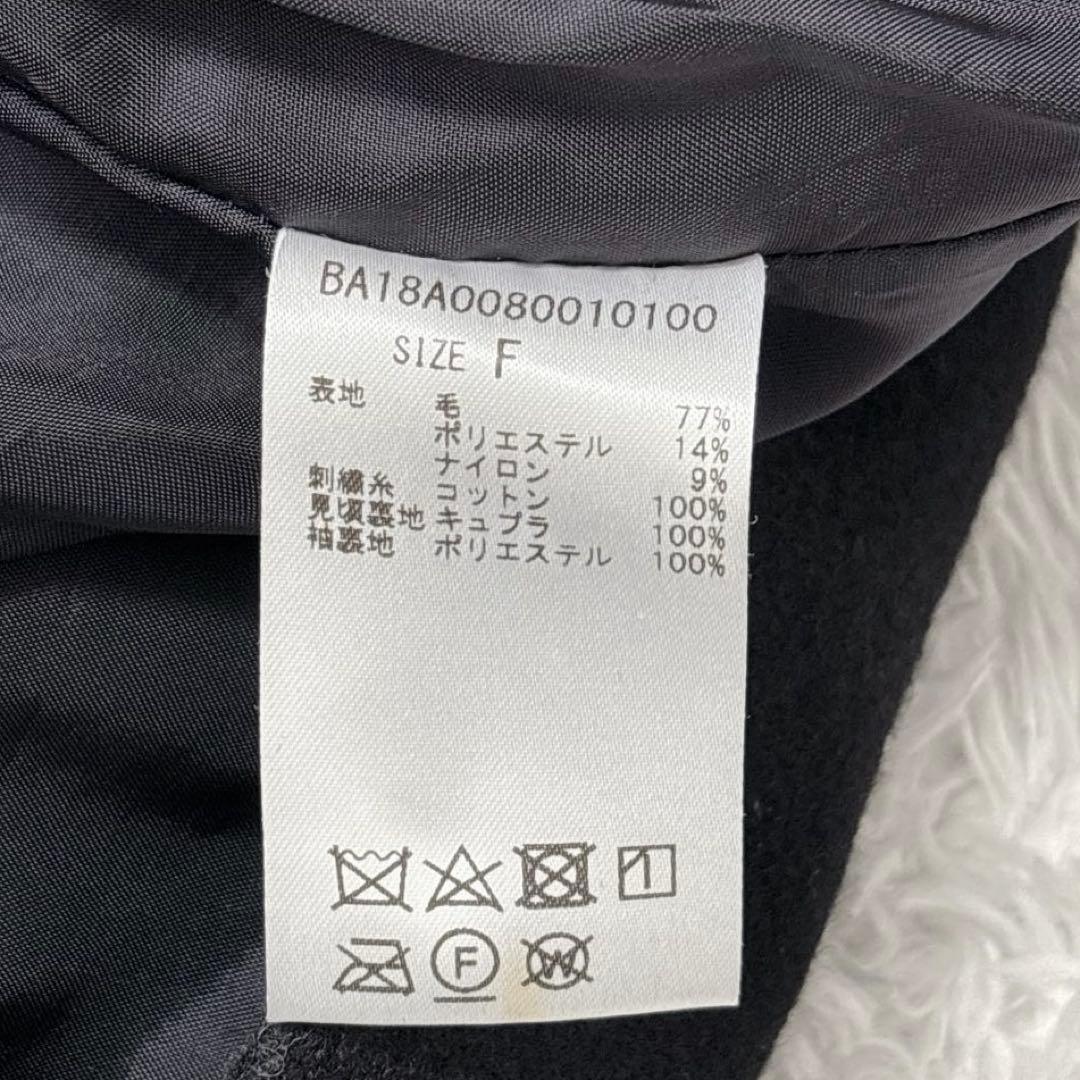 BA18A0080010100
SIZE F
表地 毛 77%
ポリエステル 14%
ナイロン 9%
刺繍糸 コットン 100%
見頃裏地 キュプラ 100%
袖裏地 ポリエステル 100%
F W